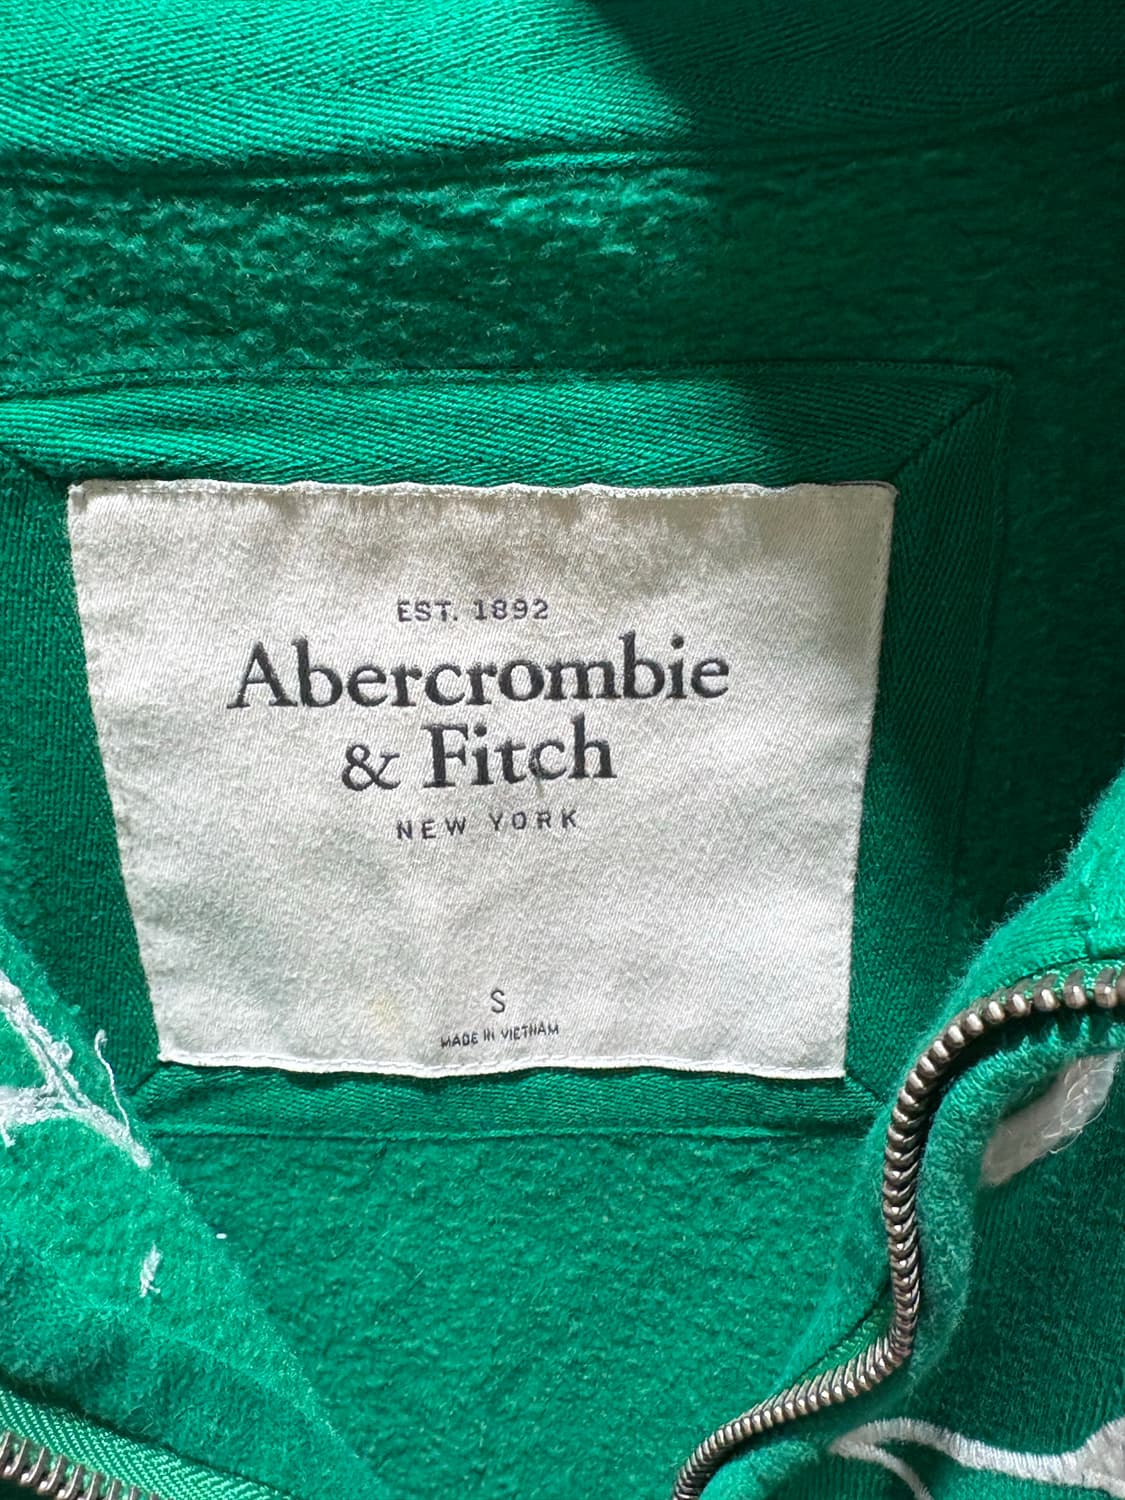 EST. 1892
Abercrombie
& Fitch
NEW YORK
S
MADE IN VIETNAM